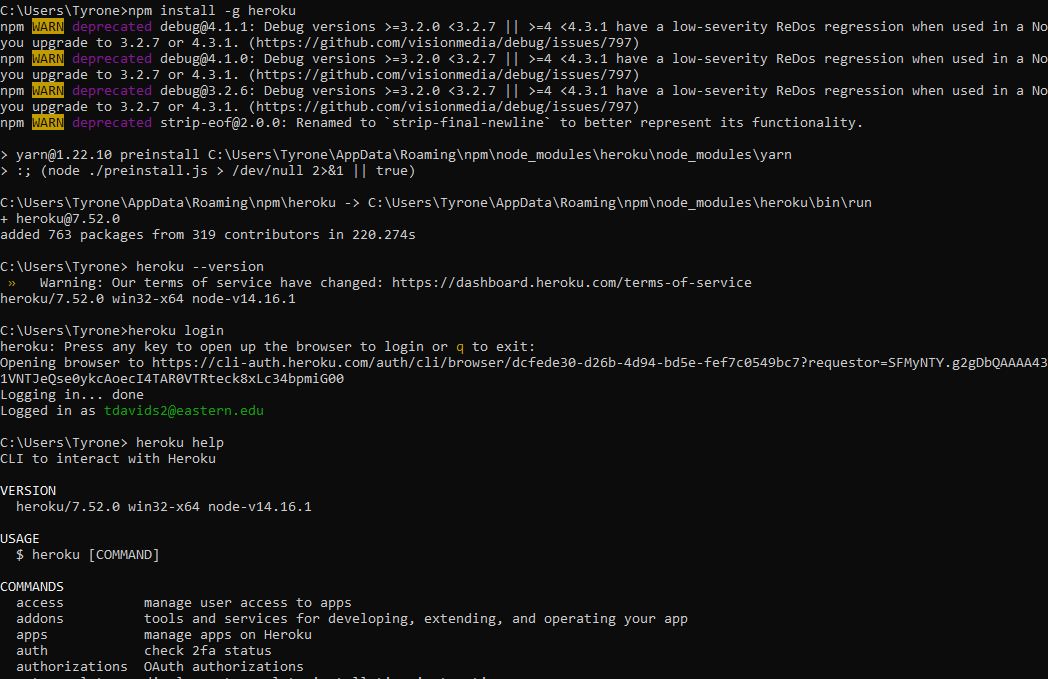 C:\Users\Tyrone>npm install -g heroku
npm WARN deprecated debug@4.1.1: Debug versions >=3.2.0 <3.2.7 || >=4 <4.3.1 have a low-severity ReDos regression when used in a No
you upgrade to 3.2.7 or 4.3.1. (https://github.com/visionmedia/debug/issues/797)
npm WARN deprecated debug@4.1.0: Debug versions >=3.2.0 <3.2.7 || >=4 <4.3.1 have a low-severity ReDos regression when used in a No
you upgrade to 3.2.7 or 4.3.1. (https://github.com/visionmedia/debug/issues/797)
npm WARN deprecated debug@3.2.6: Debug versions >=3.2.0 <3.2.7 || >=4 <4.3.1 have a low-severity ReDos regression when used in a No
you upgrade to 3.2.7 or 4.3.1. (https://github.com/visionmedia/debug/issues/797)
npm WARN deprecated strip-eof@2.0.0: Renamed to `strip-final-newline` to better represent its functionality.
> yarn@1.22.10 preinstall C:\Users\Tyrone\AppData\Roaming\npm\node_modules\heroku\node_modules\yarn
> :; (node ./preinstall.js > /dev/null 2>&1 || true)
C:\Users\Tyrone\AppData\Roaming\npm\heroku -> C:\Users\Tyrone\AppData\Roaming\npm\node_modules\heroku\bin\run
+ heroku@7.52.0
added 763 packages from 319 contributors in 220.274s
C:\Users\Tyrone> heroku --version
» Warning: Our terms of service have changed: https://dashboard.heroku.com/terms-of-service
heroku/7.52.0 win32-x64 node-v14.16.1
C:\Users\Tyrone>heroku login
heroku: Press any key to open up the browser to login or q to exit:
Opening browser to https://cli-auth.heroku.com/auth/cli/browser/dcfede30-d26b-4d94-bd5e-fef7c0549bc7?requestor=SFMyNTY.g2gDbQAAAA43
1VNTJeQse0ykcAoecI4TAR0VTRteck8xLc34bpmiG00
Logging in... done
Logged in as tdavids2@eastern.edu
C:\Users\Tyrone> heroku help
CLI to interact with Heroku
VERSION
heroku/7.52.0 win32-x64 node-v14.16.1
USAGE
$ heroku [COMMAND]
COMMANDS
access manage user access to apps
addons tools and services for developing, extending, and operating your app
apps manage apps on Heroku
auth check 2fa status
authorizations OAuth authorizations